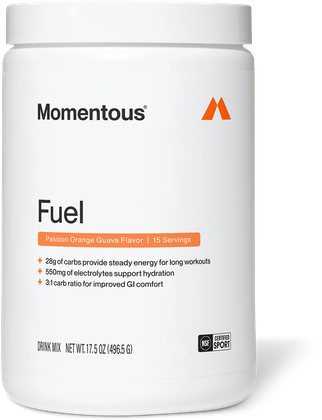 Momentous®
Fuel
Passion Orange Guava Flavor | 15 Servings
+ 28g of carbs provide steady energy for long workouts
+ 550mg of electrolytes support hydration
+ 3:1 carb ratio for improved GI comfort
DRINK MIX NET WT. 17.5 OZ (496.5 G)
NSF CERTIFIED SPORT